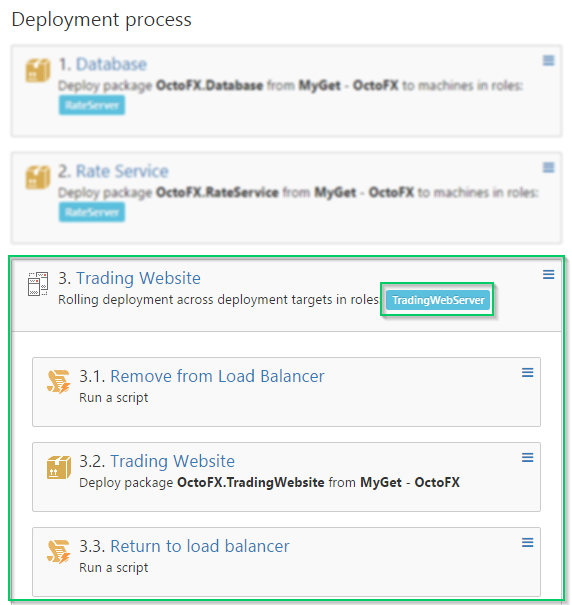 Deployment process
1. Database
Deploy package OctoFX.Database from MyGet - OctoFX to machines in roles:
RateServer
2. Rate Service
Deploy package OctoFX.RateService from MyGet - OctoFX to machines in roles:
RateServer
3. Trading Website
Rolling deployment across deployment targets in roles TradingWebServer
3.1. Remove from Load Balancer
Run a script
3.2. Trading Website
Deploy package OctoFX.TradingWebsite from MyGet - OctoFX
3.3. Return to load balancer
Run a script